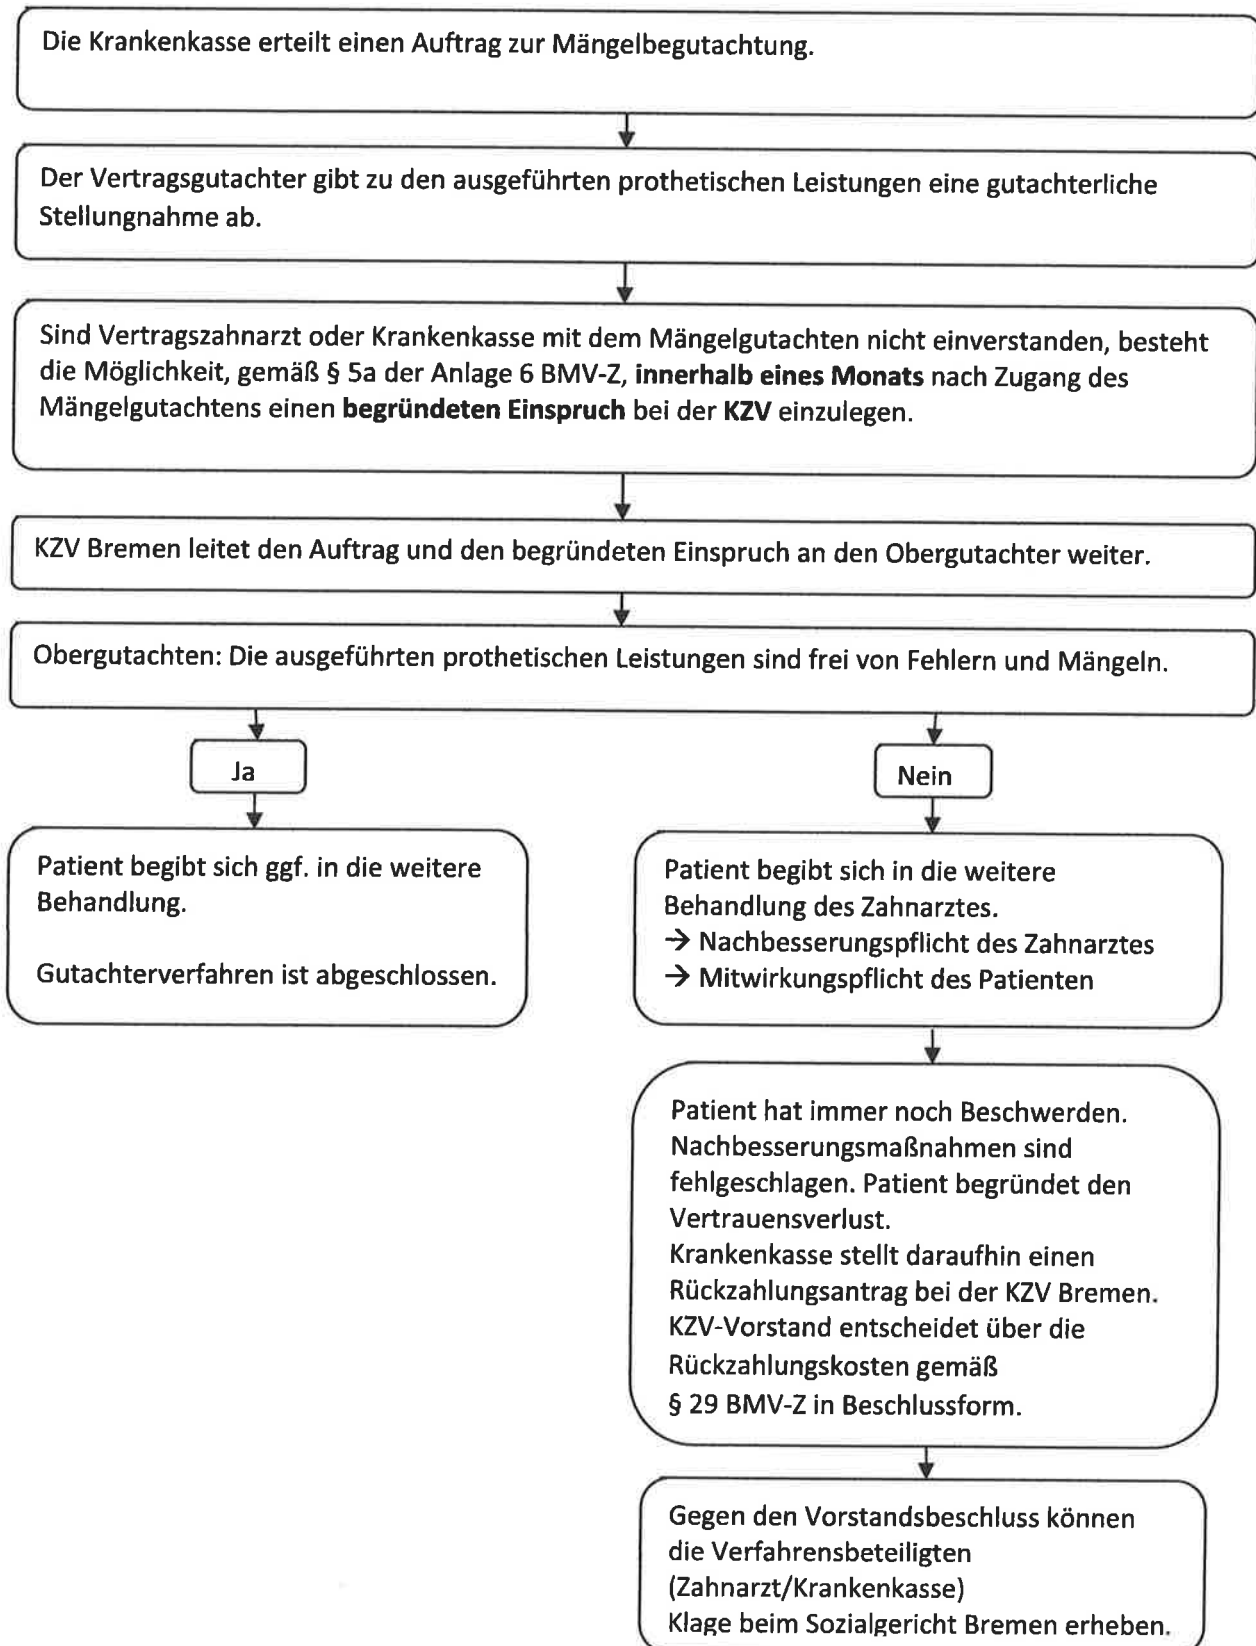 Die Krankenkasse erteilt einen Auftrag zur Mängelbegutachtung.
Der Vertragsgutachter gibt zu den ausgeführten prothetischen Leistungen eine gutachterliche
Stellungnahme ab.
Sind Vertragszahnarzt oder Krankenkasse mit dem Mängelgutachten nicht einverstanden, besteht
die Möglichkeit, gemäß § 5a der Anlage 6 BMV-Z, innerhalb eines Monats nach Zugang des
Mängelgutachtens einen begründeten Einspruch bei der KZV einzulegen.
KZV Bremen leitet den Auftrag und den begründeten Einspruch an den Obergutachter weiter.
Obergutachten: Die ausgeführten prothetischen Leistungen sind frei von Fehlern und Mängeln.
Ja
Nein
Patient begibt sich ggf. in die weitere
Behandlung.
Gutachterverfahren ist abgeschlossen.
Patient begibt sich in die weitere
Behandlung des Zahnarztes.
→ Nachbesserungspflicht des Zahnarztes
→ Mitwirkungspflicht des Patienten
Patient hat immer noch Beschwerden.
Nachbesserungsmaßnahmen sind
fehlgeschlagen. Patient begründet den
Vertrauensverlust.
Krankenkasse stellt daraufhin einen
Rückzahlungsantrag bei der KZV Bremen.
KZV-Vorstand entscheidet über die
Rückzahlungskosten gemäß
§ 29 BMV-Z in Beschlussform.
Gegen den Vorstandsbeschluss können
die Verfahrensbeteiligten
(Zahnarzt/Krankenkasse)
Klage beim Sozialgericht Bremen erheben.